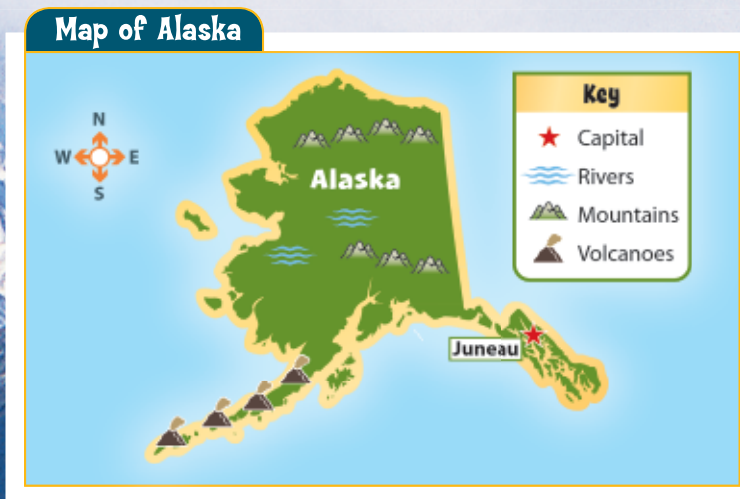 Map of Alaska
N
W E
S
Alaska
Juneau
Key
Capital
Rivers
Mountains
Volcanoes